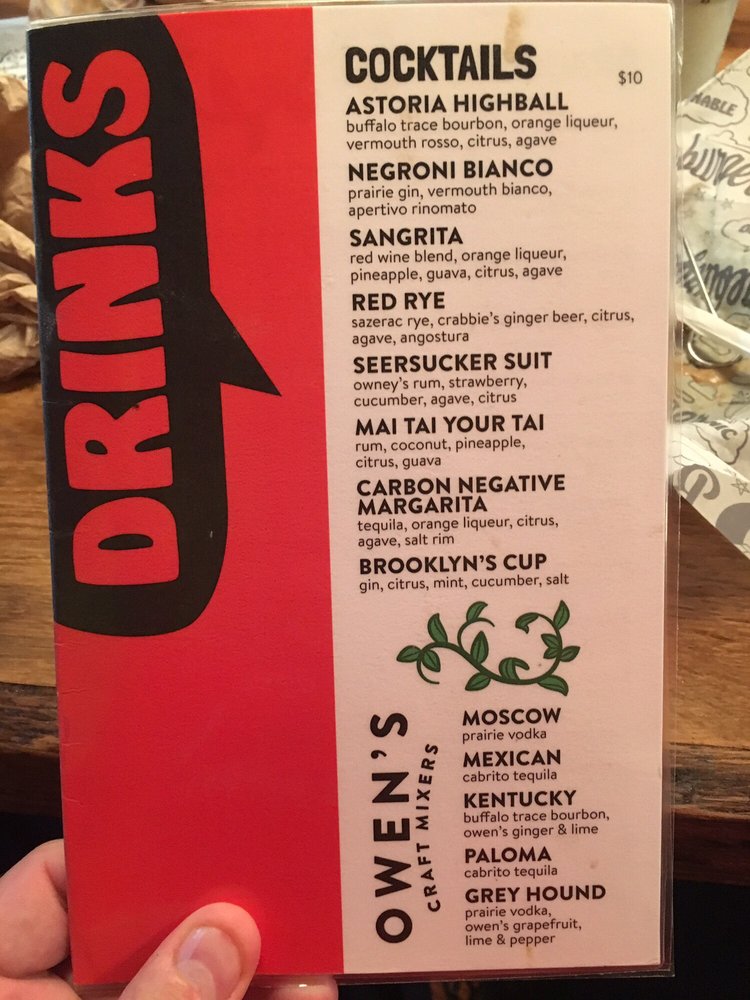 DRINKS
COCKTAILS
$10
ASTORIA HIGHBALL
buffalo trace bourbon, orange liqueur,
vermouth rosso, citrus, agave
NEGRONI BIANCO
prairie gin, vermouth bianco,
apertivo rinomato
SANGRITA
red wine blend, orange liqueur,
pineapple, guava, citrus, agave
RED RYE
sazerac rye, crabbie's ginger beer, citrus,
agave, angostura
SEERSUCKER SUIT
owney's rum, strawberry,
cucumber, agave, citrus
MAI TAI YOUR TAI
rum, coconut, pineapple,
citrus, guava
CARBON NEGATIVE
MARGARITA
tequila, orange liqueur, citrus,
agave, salt rim
BROOKLYN'S CUP
gin, citrus, mint, cucumber, salt
OWEN'S
CRAFT MIXERS
MOSCOW
prairie vodka
MEXICAN
cabrito tequila
KENTUCKY
buffalo trace bourbon,
owen's ginger & lime
PALOMA
cabrito tequila
GREY HOUND
prairie vodka,
owen's grapefruit,
lime & pepper